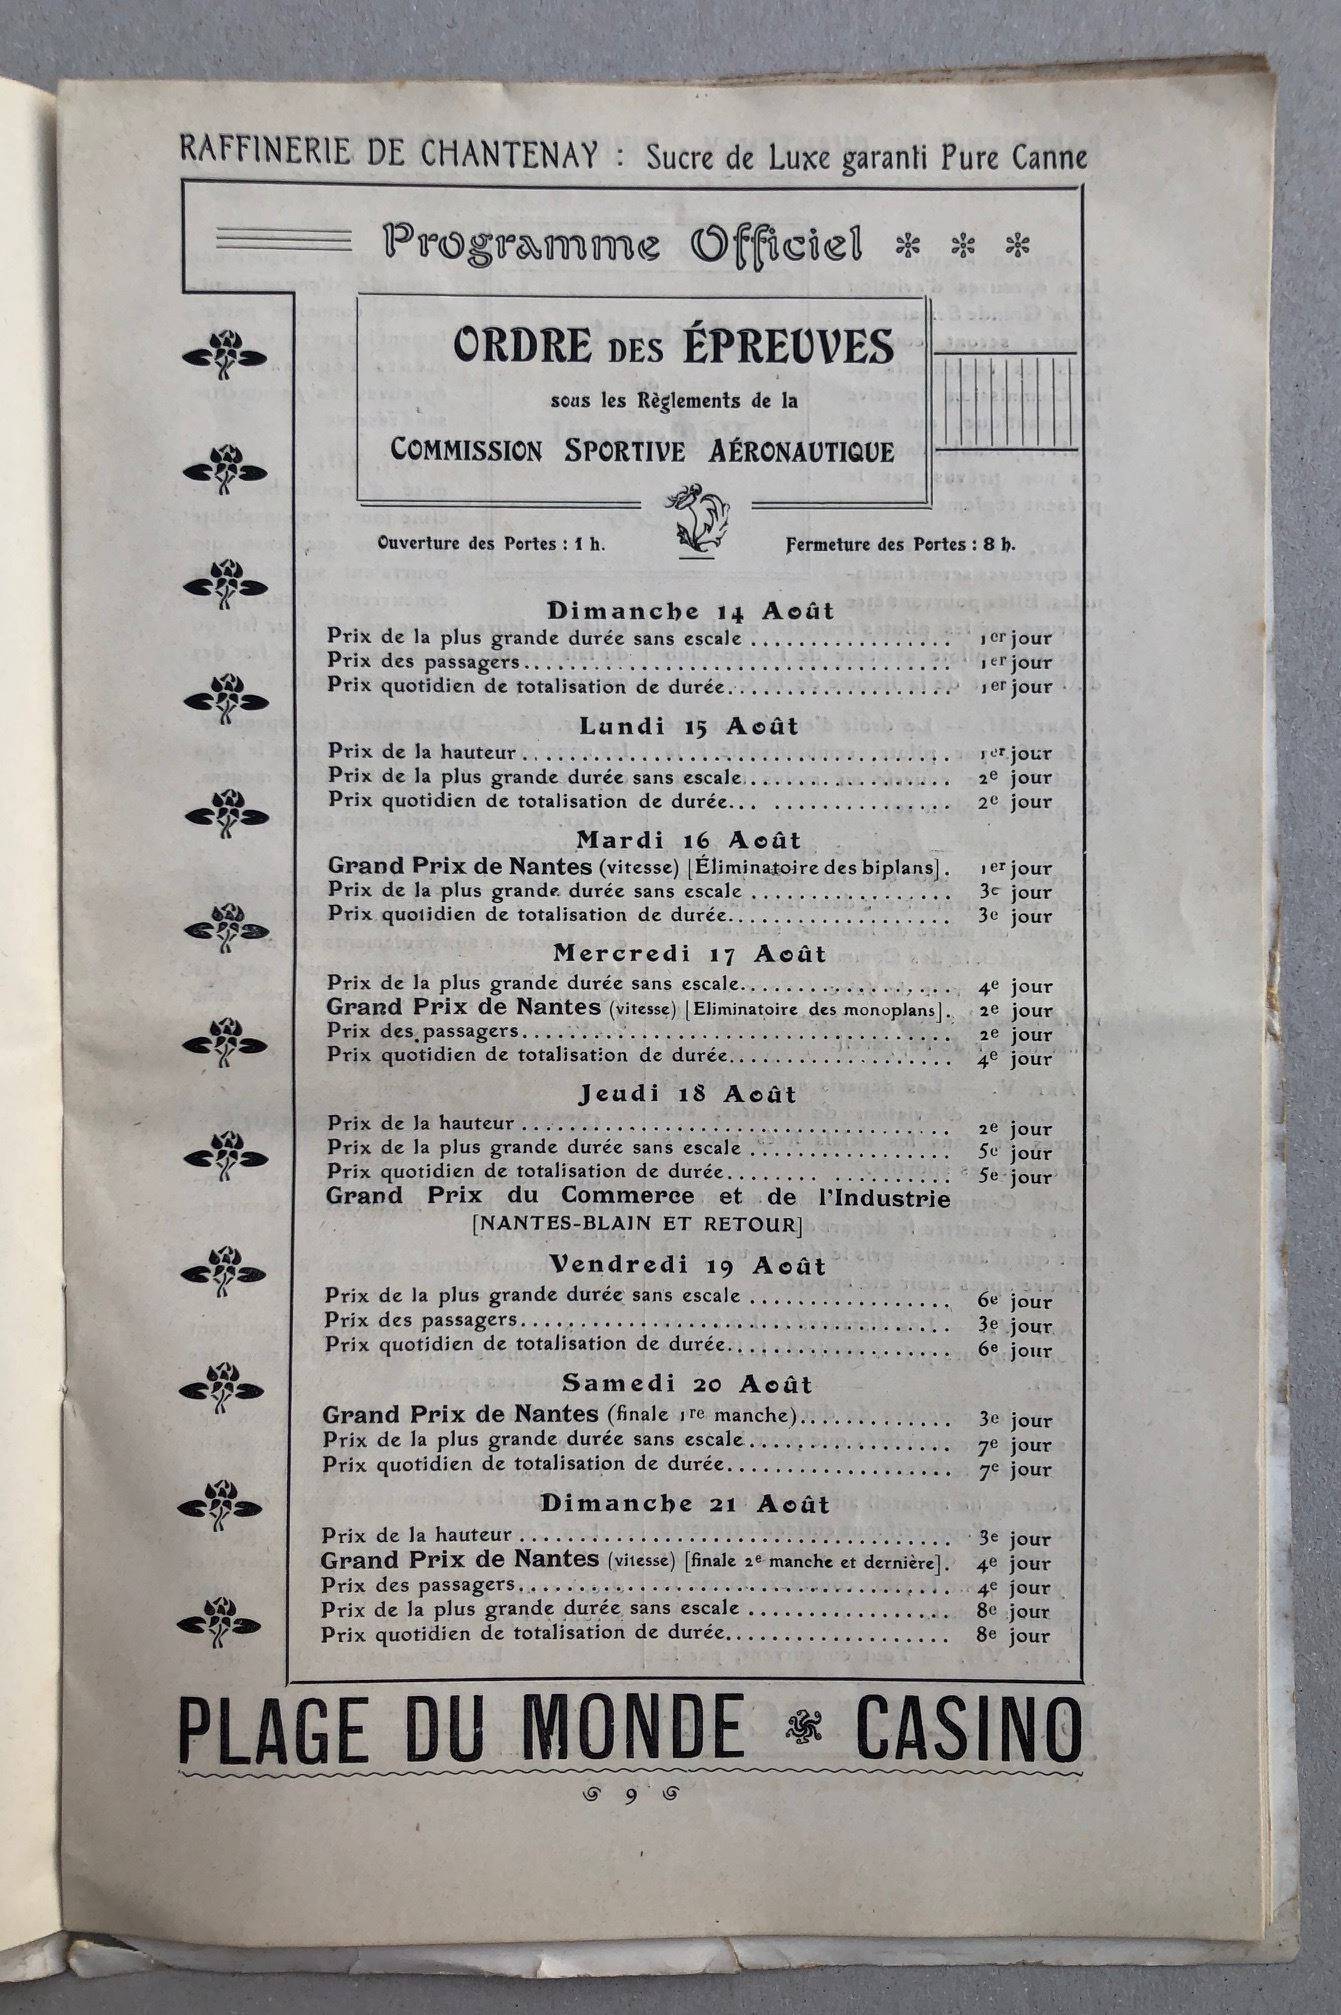 RAFFINERIE DE CHANTENAY : Sucre de Luxe garanti Pure Canne
Programme Officiel * * *
ORDRE DES ÉPREUVES
sous les Règlements de la
COMMISSION SPORTIVE AÉRONAUTIQUE
Ouverture des Portes : 1 h. Fermeture des Portes : 8 h.
Dimanche 14 Août
Prix de la plus grande durée sans escale ................. 1er jour
Prix des passagers................................... 1er jour
Prix quotidien de totalisation de durée................... 1er jour
Lundi 15 Août
Prix de la hauteur ................................... 1er jour
Prix de la plus grande durée sans escale................. 2e jour
Prix quotidien de totalisation de durée... ............... 2e jour
Mardi 16 Août
Grand Prix de Nantes (vitesse) [Éliminatoire des biplans]. 1er jour
Prix de la plus grande durée sans escale ................. 3e jour
Prix quotidien de totalisation de durée................... 3e jour
Mercredi 17 Août
Prix de la plus grande durée sans escale.................. 4e jour
Grand Prix de Nantes (vitesse) [Eliminatoire des monoplans]. 2e jour
Prix des passagers................................... 2e jour
Prix quotidien de totalisation de durée................... 4e jour
Jeudi 18 Août
Prix de la hauteur ................................... 2e jour
Prix de la plus grande durée sans escale ................. 5e jour
Prix quotidien de totalisation de durée........ .......... 5e jour
Grand Prix du Commerce et de l'Industrie
[NANTES-BLAIN ET RETOUR]
Vendredi 19 Août
Prix de la plus grande durée sans escale ................. 6e jour
Prix des passagers................................... 3e jour
Prix quotidien de totalisation de durée................... 6e jour
Samedi 20 Août
Grand Prix de Nantes (finale 1re manche)............. 3e jour
Prix de la plus grande durée sans escale................. 7e jour
Prix quotidien de totalisation de durée................... 7e jour
Dimanche 21 Août
Prix de la hauteur ................................... 3e jour
Grand Prix de Nantes (vitesse) [finale 2e manche et dernière]. 4e jour
Prix des passagers................................... 4e jour
Prix de la plus grande durée sans escale ................. 8e jour
Prix quotidien de totalisation de durée................... 8e jour
PLAGE DU MONDE CASINO
9